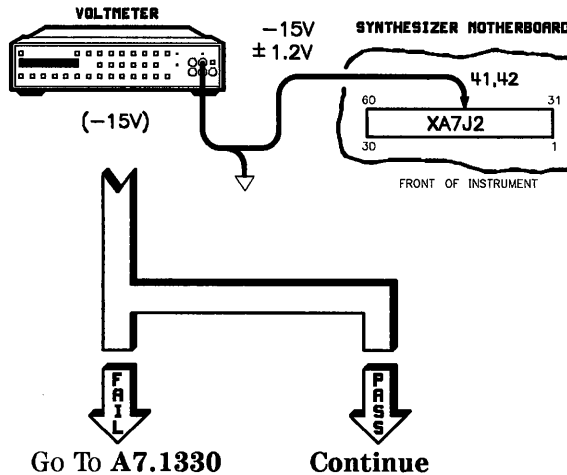 VOLTMETER
-15V
± 1.2V
SYNTHESIZER MOTHERBOARD
41,42
60
31
XA7J2
30
1
(-15V)
FRONT OF INSTRUMENT
FAIL
PASS
Go To A7.1330
Continue